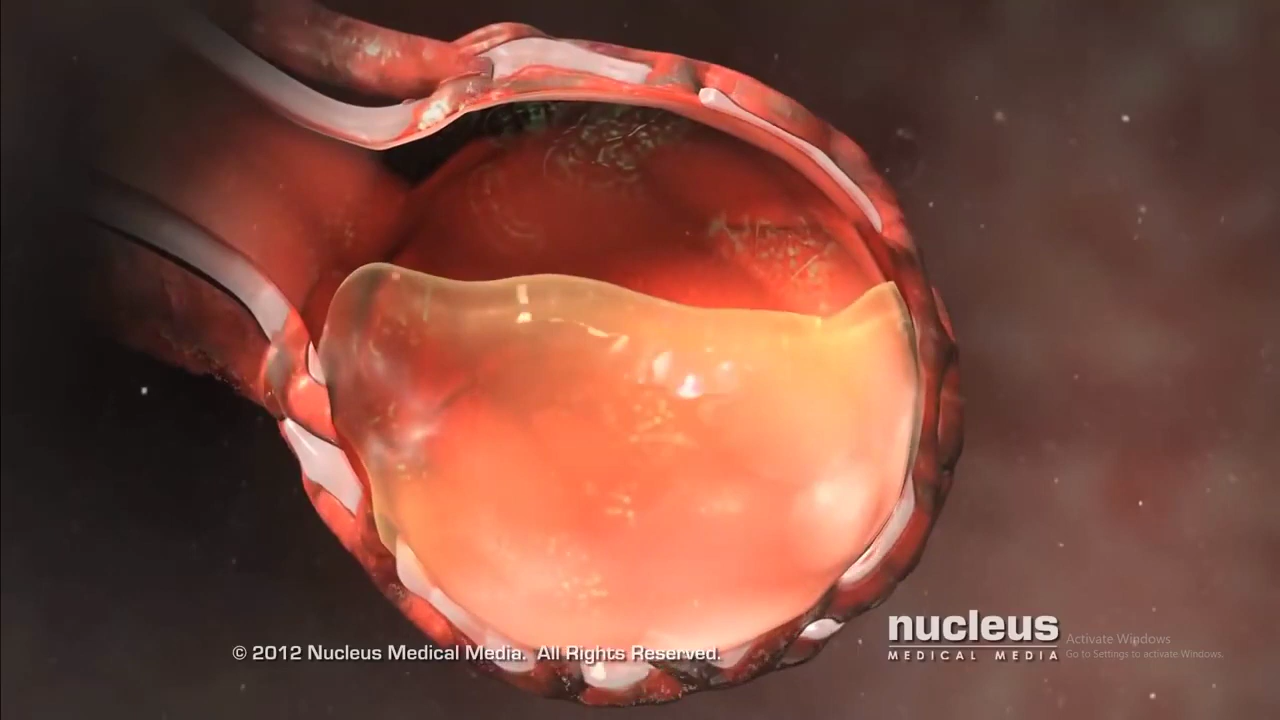 nucleus
MEDICAL MEDIA
Activate Windows
Go to Settings to activate Windows.
© 2012 Nucleus Medical Media. All Rights Reserved.